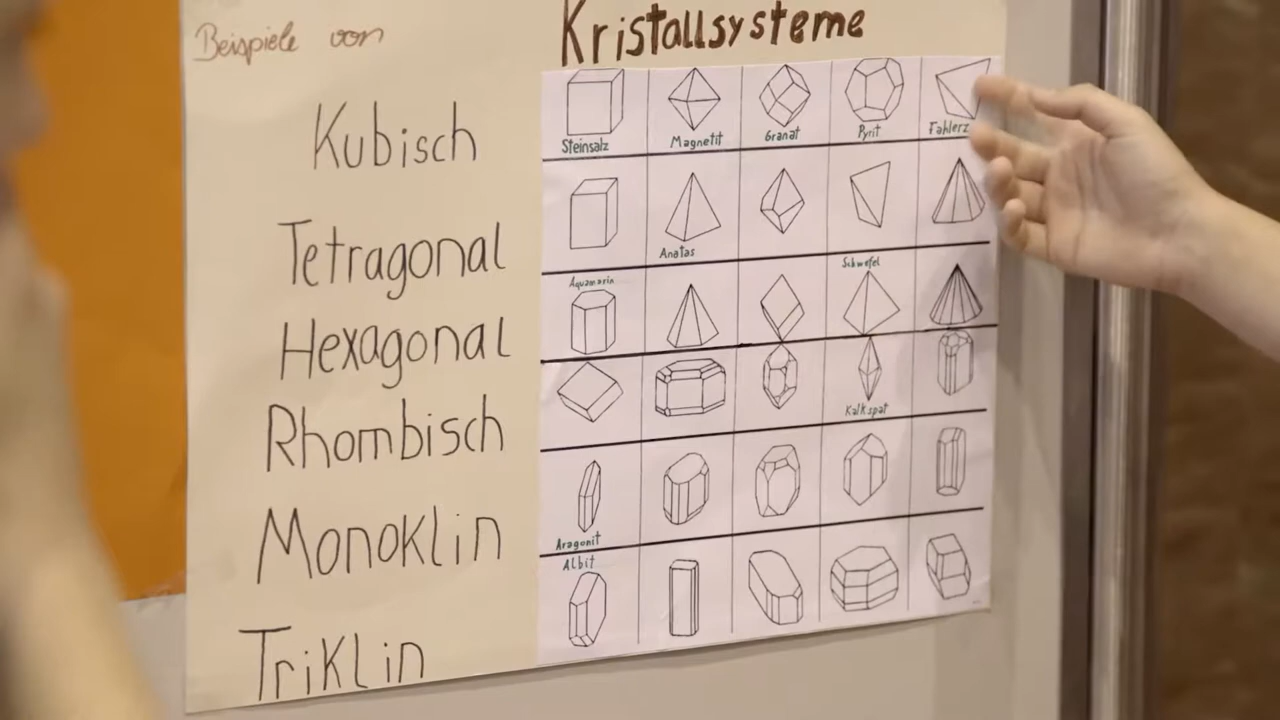 Beispiele von Kristallsysteme
Kubisch
Steinsalz Magnetit Granat Pyrit Fahlerz
Tetragonal
Anatas
Hexagonal
Aquamarin Schwefel
Rhombisch
Kalkspat
Monoklin
Aragonit
Triklin
Albit